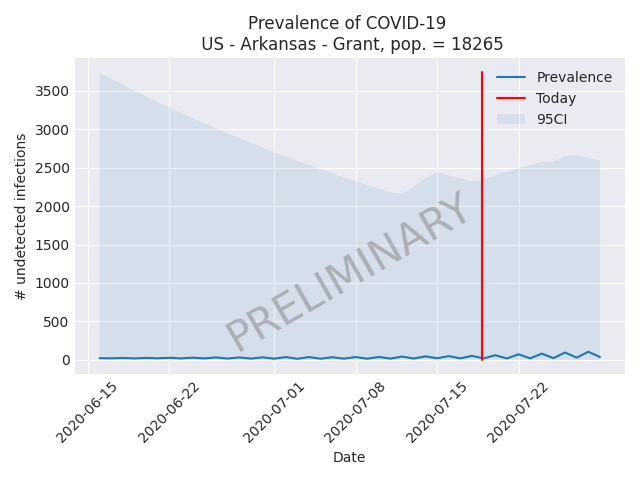 Prevalence of COVID-19
US - Arkansas - Grant, pop. = 18265
Prevalence
Today
95CI
3500
3000
2500
2000
1500
1000
500
0
# undetected infections
PRELIMINARY
2020-06-15
2020-06-22
2020-07-01
2020-07-08
2020-07-15
2020-07-22
Date